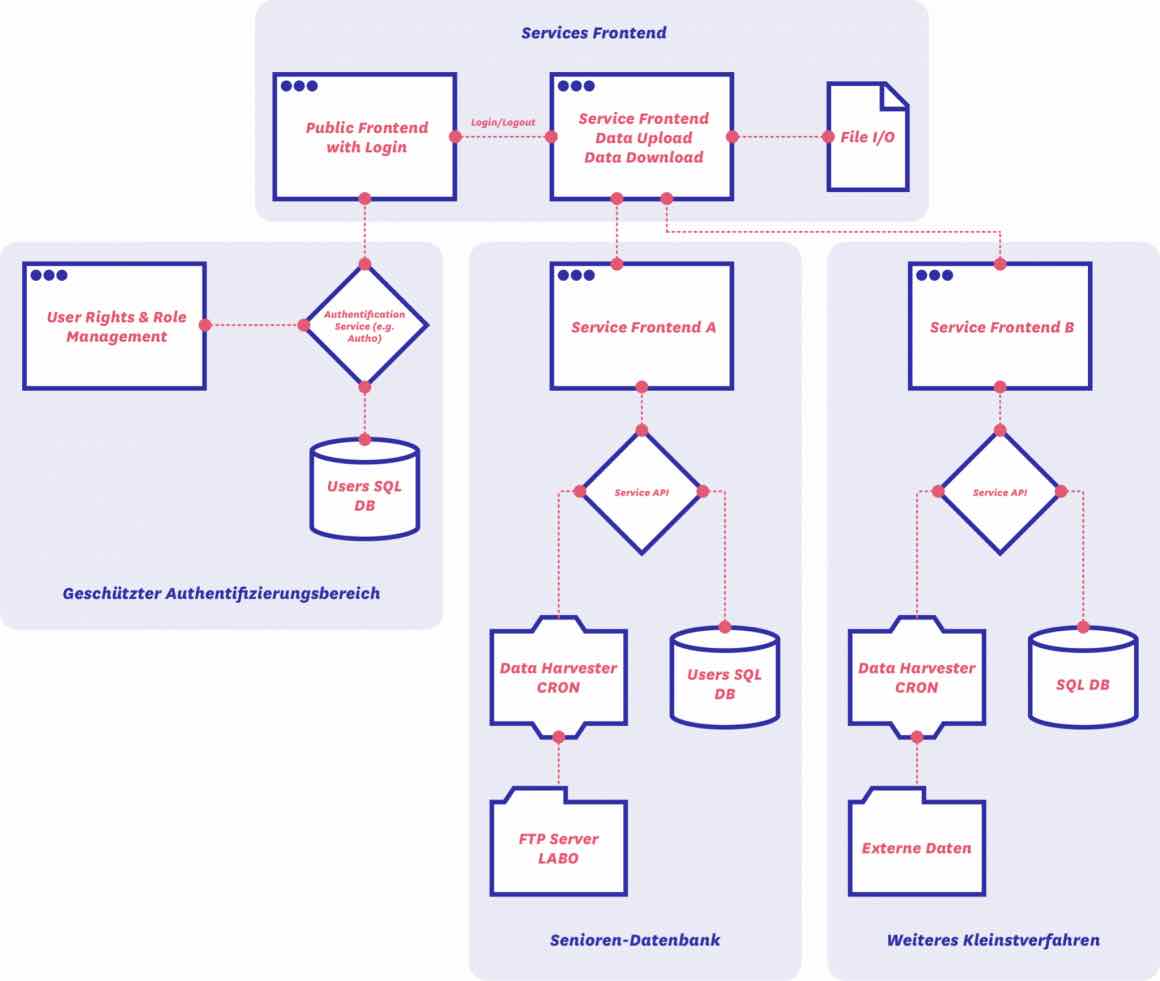 Services Frontend
Public Frontend
with Login
Login/Logout
Service Frontend
Data Upload
Data Download
File I/O
User Rights & Role
Management
Authentification
Service (e.g.
Autho)
Users SQL
DB
Geschützter Authentifizierungsbereich
Service Frontend A
Service API
Data Harvester
CRON
Users SQL
DB
FTP Server
LABO
Senioren-Datenbank
Service Frontend B
Service API
Data Harvester
CRON
SQL DB
Externe Daten
Weiteres Kleinstverfahren